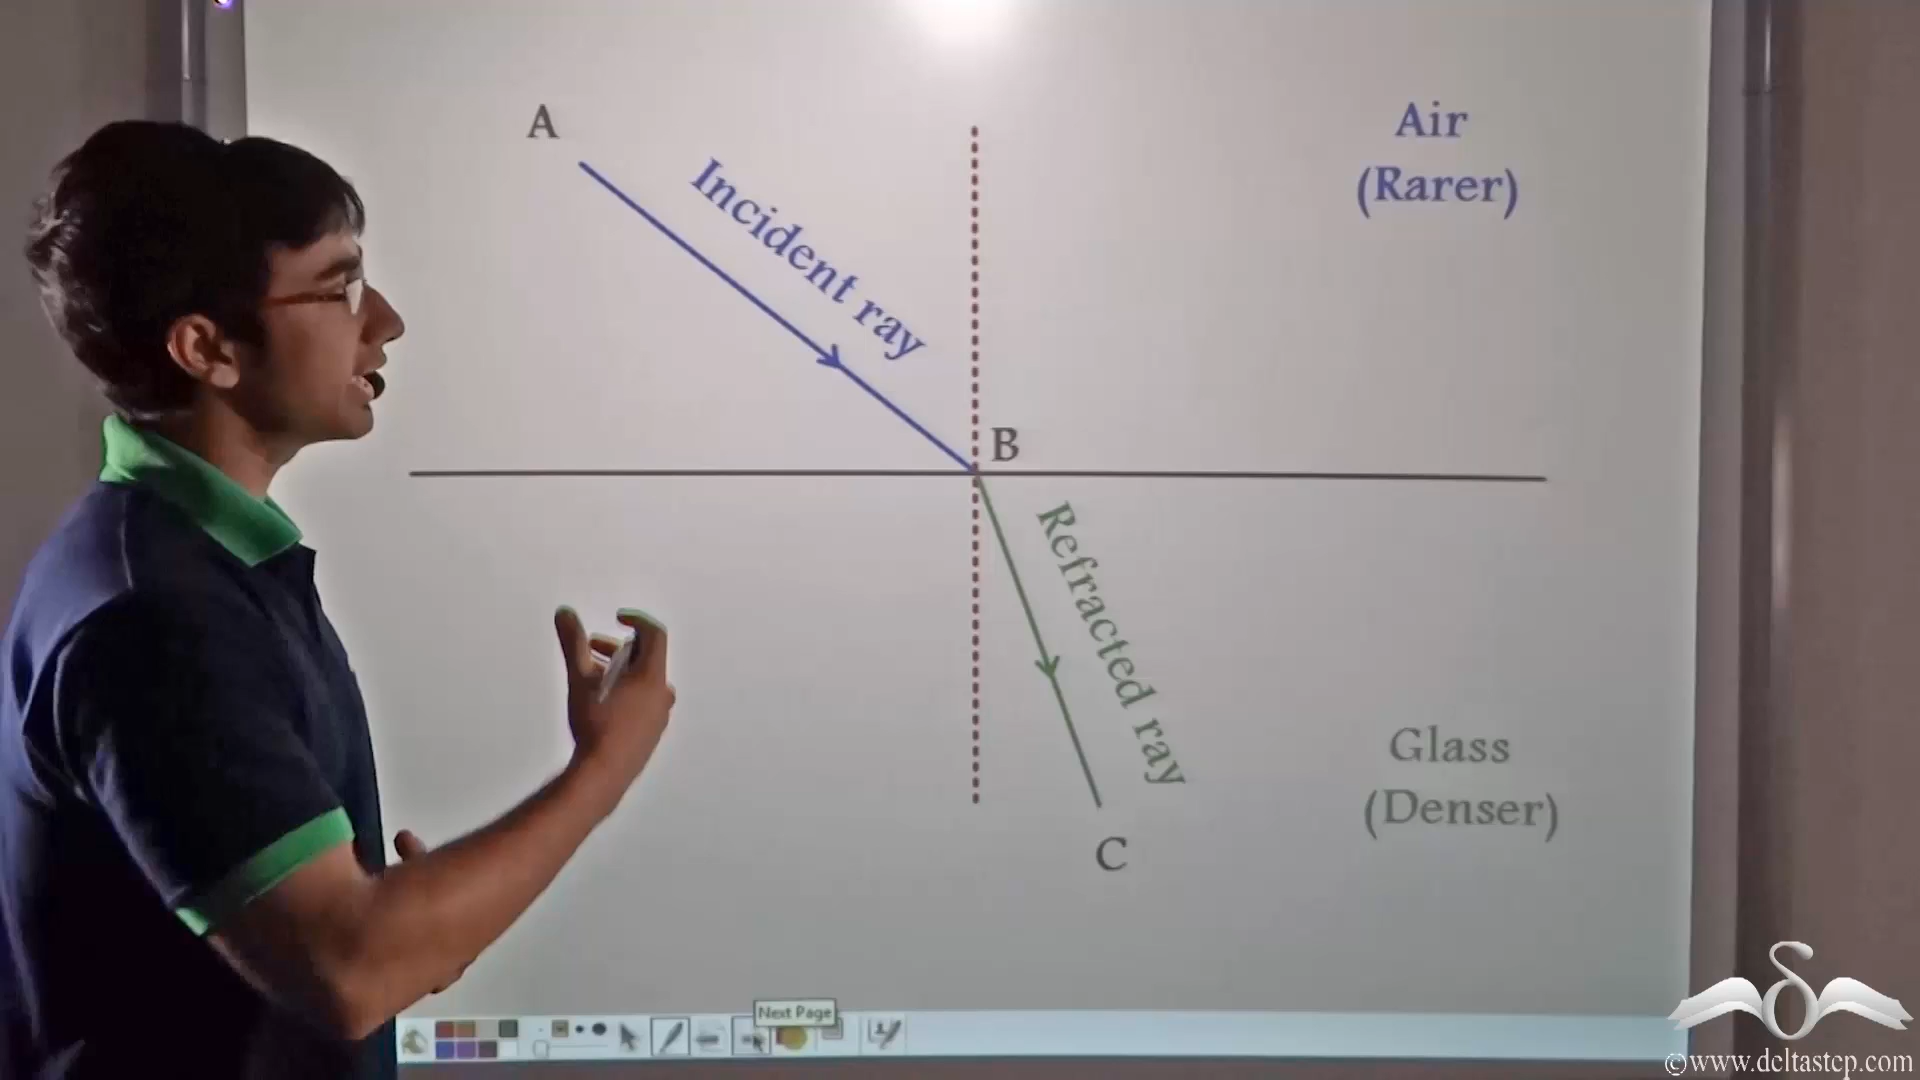 A
Incident ray
Air
(Rarer)
B
Refracted ray
Glass
(Denser)
C
Next Page
©www.deltastep.com